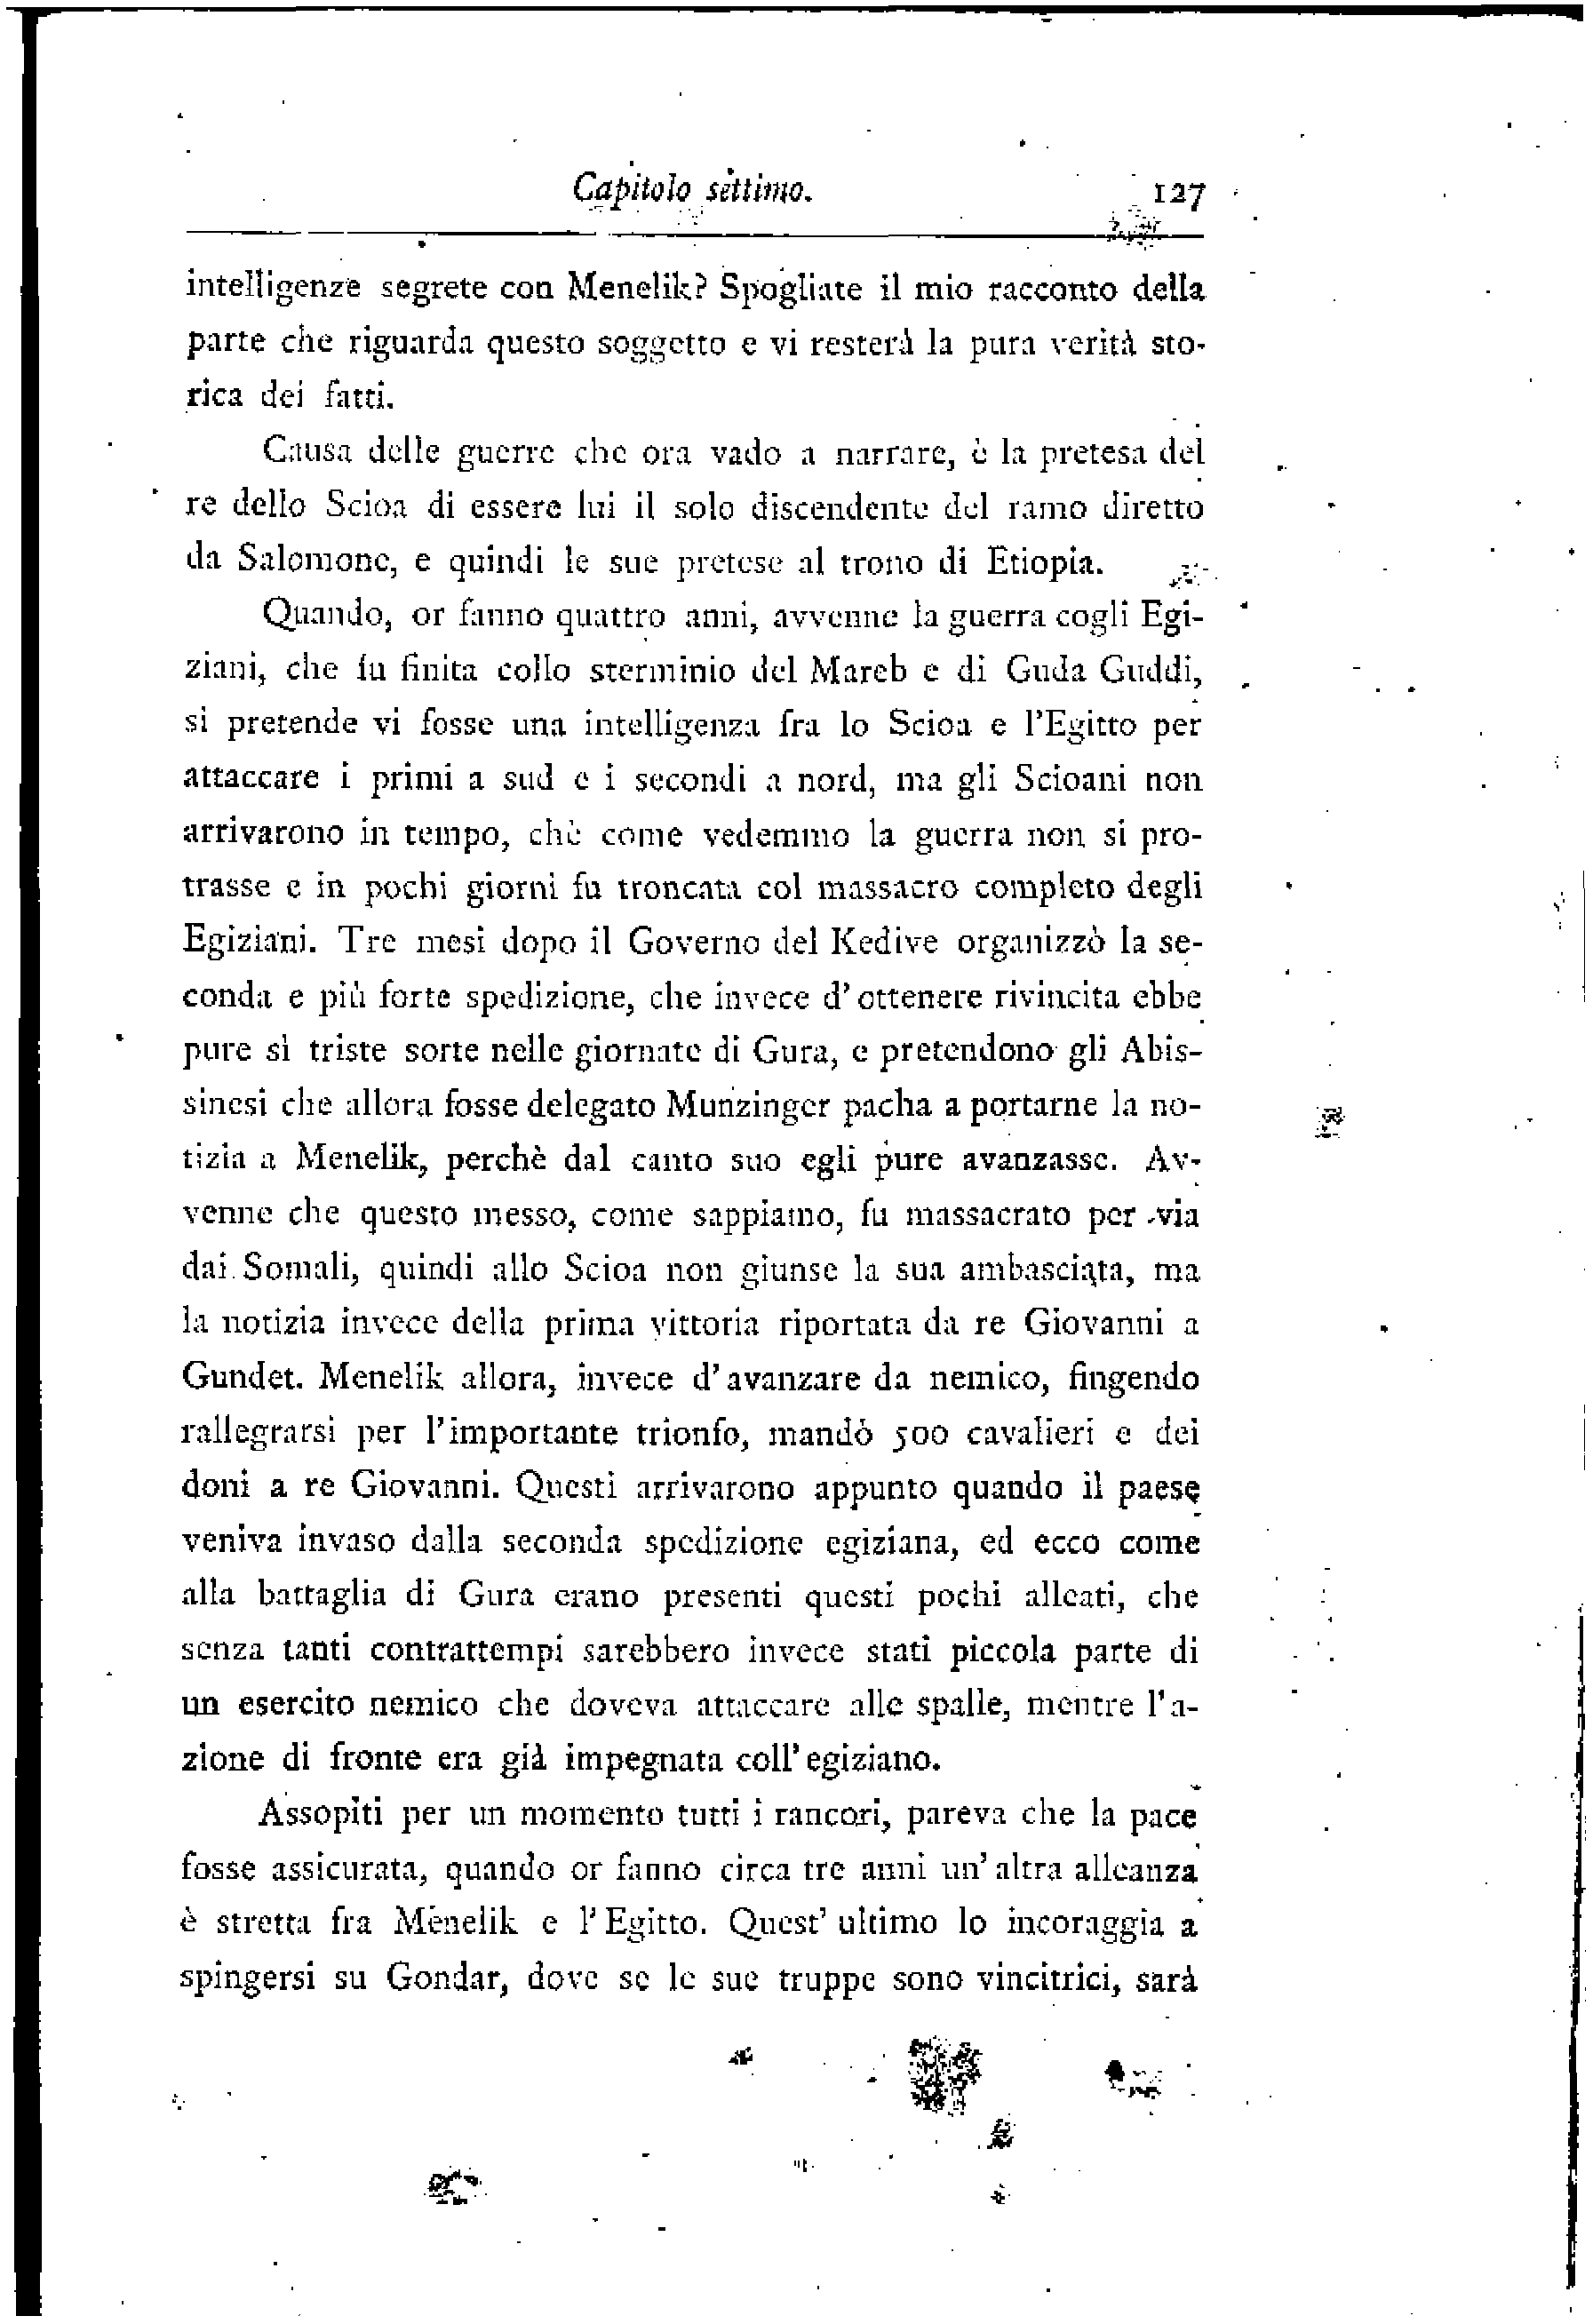 Capitolo settimo. 127
intelligenze segrete con Menelik? Spogliate il mio racconto della
parte che riguarda questo soggetto e vi resterà la pura verità sto-
rica dei fatti.
Causa delle guerre che ora vado a narrare, è la pretesa del
re dello Scioa di essere lui il solo discendente del ramo diretto
da Salomone, e quindi le sue pretese al trono di Etiopia.
Quando, or fanno quattro anni, avvenne la guerra cogli Egi-
ziani, che fu finita collo sterminio del Mareb e di Guda Guddi,
si pretende vi fosse una intelligenza fra lo Scioa e l'Egitto per
attaccare i primi a sud e i secondi a nord, ma gli Scioani non
arrivarono in tempo, chè come vedemmo la guerra non si pro-
trasse e in pochi giorni fu troncata col massacro completo degli
Egiziani. Tre mesi dopo il Governo del Kedive organizzò la se-
conda e più forte spedizione, che invece d'ottenere rivincita ebbe
pure sì triste sorte nelle giornate di Gura, e pretendono gli Abis-
sinesi che allora fosse delegato Munzinger pacha a portarne la no-
tizia a Menelik, perchè dal canto suo egli pure avanzasse. Av-
venne che questo messo, come sappiamo, fu massacrato per via
dai Somali, quindi allo Scioa non giunse la sua ambasciata, ma
la notizia invece della prima vittoria riportata da re Giovanni a
Gundet. Menelik allora, invece d'avanzare da nemico, fingendo
rallegrarsi per l'importante trionfo, mandò 500 cavalieri e dei
doni a re Giovanni. Questi arrivarono appunto quando il paese
veniva invaso dalla seconda spedizione egiziana, ed ecco come
alla battaglia di Gura erano presenti questi pochi alleati, che
senza tanti contrattempi sarebbero invece stati piccola parte di
un esercito nemico che doveva attaccare alle spalle, mentre l'a-
zione di fronte era già impegnata coll'egiziano.
Assopiti per un momento tutti i rancori, pareva che la pace
fosse assicurata, quando or fanno circa tre anni un'altra alleanza
è stretta fra Menelik e l'Egitto. Quest'ultimo lo incoraggia a
spingersi su Gondar, dove se le sue truppe sono vincitrici, sarà